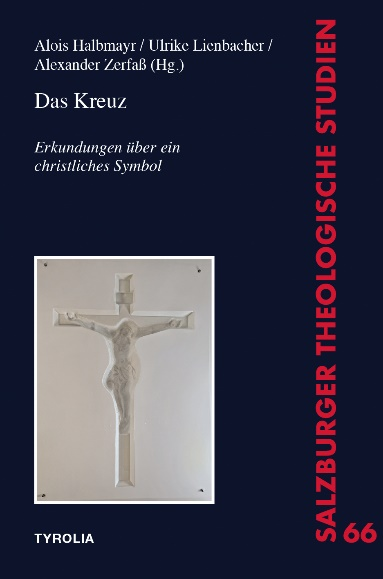 Alois Halbmayr / Ulrike Lienbacher /
Alexander Zerfaß (Hg.)
Das Kreuz
Erkundungen über ein
christliches Symbol
TYROLIA
SALZBURGER THEOLOGISCHE STUDIEN 66